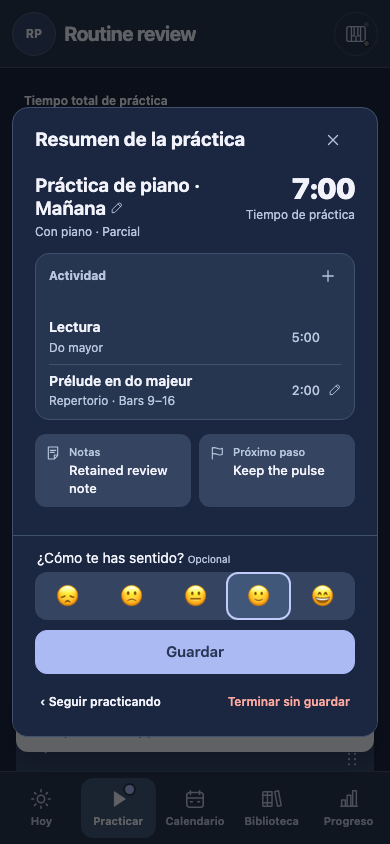 RP
Routine review
Tiempo total de práctica
Resumen de la práctica
Práctica de piano ·
Mañana
7:00
Tiempo de práctica
Con piano · Parcial
Actividad
Lectura
5:00
Do mayor
Prélude en do majeur
2:00
Repertorio · Bars 9–16
Notas
Retained review
note
Próximo paso
Keep the pulse
¿Cómo te has sentido? Opcional
Guardar
‹ Seguir practicando
Terminar sin guardar
Hoy
Practicar
Calendario
Biblioteca
Progreso